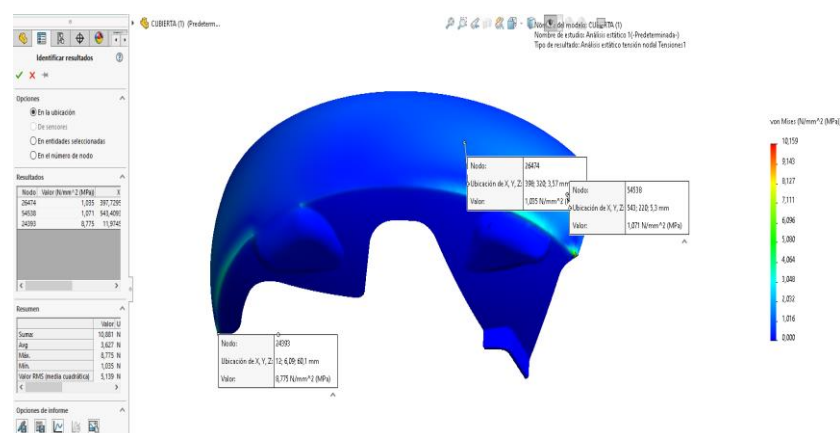 CUBIERTA (1) (Predeterm...
Identificar resultados
Opciones
En la ubicación
De sensores
En entidades seleccionadas
En el número de nodo
Resultados
Nodo Valor (N/mm^2 (MPa)) X
26474 1,035 397,7295
54538 1,071 543,4093
24393 8,775 11,9745
Resumen
Valor U
Suma: 10,881 N
Avg 3,627 N
Máx. 8,775 N
Mín. 1,035 N
Valor RMS (media cuadrática) 5,139 N
Opciones de informe
Nombre del modelo: CUBIERTA (1)
Nombre de estudio: Análisis estático 1(-Predeterminada-)
Tipo de resultado: Análisis estático tensión nodal Tensiones1
Nodo: 26474
Ubicación de X, Y, Z: 398; 320; 3,57 mm
Valor: 1,035 N/mm^2
Nodo: 54538
Ubicación de X, Y, Z: 543; 220; 5,3 mm
Valor: 1,071 N/mm^2 (MPa)
Nodo: 24393
Ubicación de X, Y, Z: 12; 6,09; 60,1 mm
Valor: 8,775 N/mm^2 (MPa)
von Mises (N/mm^2 (MPa))
10,159
9,143
8,127
7,111
6,096
5,080
4,064
3,048
2,032
1,016
0,000